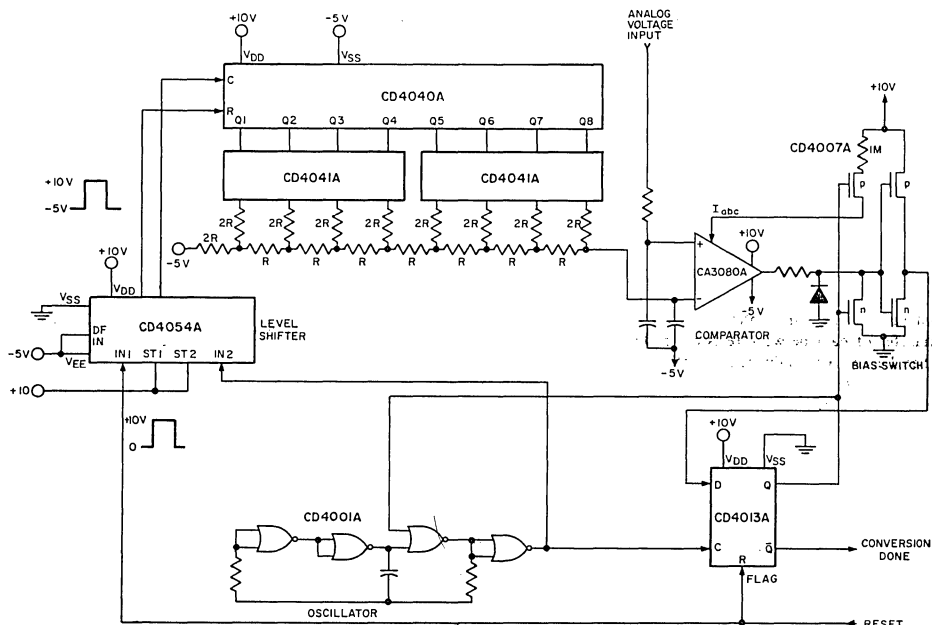 +10V
-5V
VDD
VSS
C
CD4040A
R
Q1 Q2 Q3 Q4 Q5 Q6 Q7 Q8
CD4041A
CD4041A
2R 2R 2R 2R 2R 2R 2R 2R
-5V
2R
R R R R R R R
+10V
-5V
+10V
VDD
VSS
CD4054A
DF
IN
-5V
VEE
IN1 ST1 ST2 IN2
LEVEL
SHIFTER
+10
+10V
0
ANALOG
VOLTAGE
INPUT
+10V
CD4007A
1M
p
p
Iabc
+
+10V
CA3080A
-
-5V
n
n
COMPARATOR
-5V
BIAS SWITCH
+10V
VDD
VSS
D
Q
CD4013A
C
Q̅
CONVERSION
DONE
R
FLAG
CD4001A
OSCILLATOR
RESET